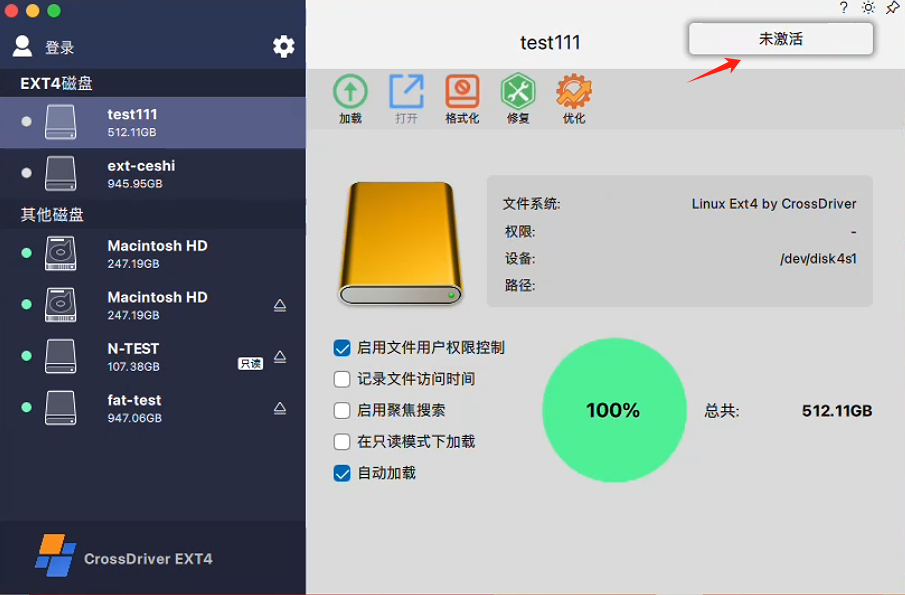 ?
登录
EXT4磁盘
test111
512.11GB
ext-ceshi
945.95GB
其他磁盘
Macintosh HD
247.19GB
Macintosh HD
247.19GB
N-TEST
107.38GB
只读
fat-test
947.06GB
CrossDriver EXT4
test111
未激活
加载
打开
格式化
修复
优化
文件系统: Linux Ext4 by CrossDriver
权限: -
设备: /dev/disk4s1
路径:
启用文件用户权限控制
记录文件访问时间
启用聚焦搜索
在只读模式下加载
自动加载
100%
总共: 512.11GB